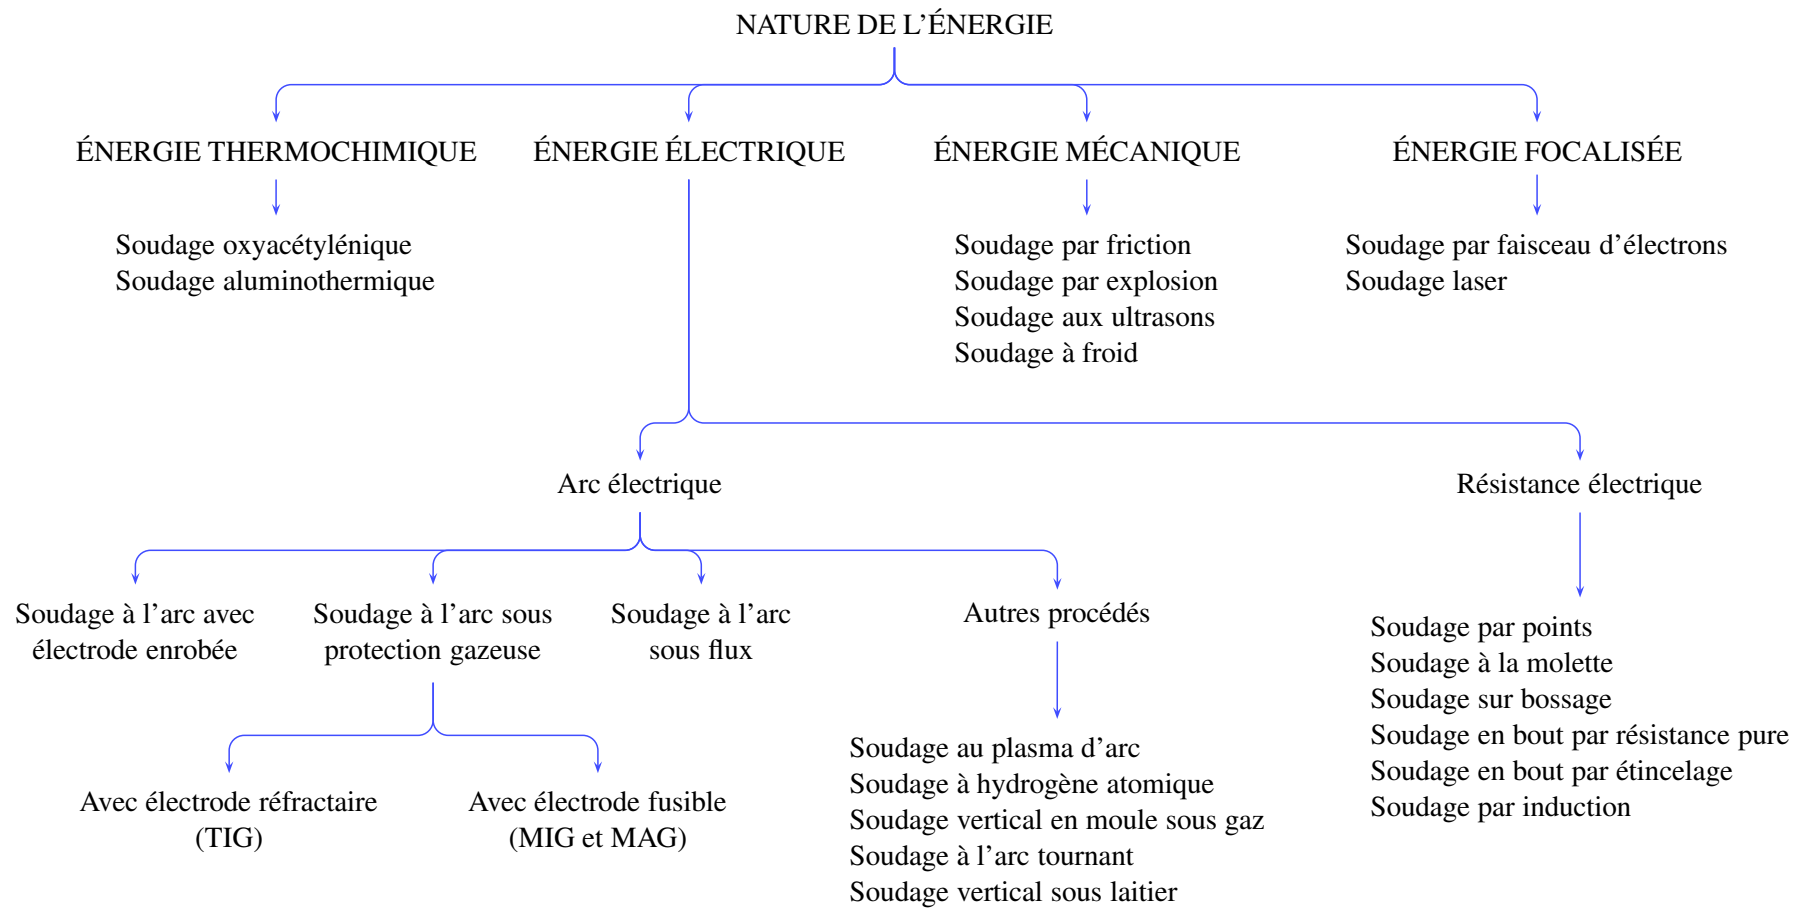 NATURE DE L’ÉNERGIE
ÉNERGIE THERMOCHIMIQUE
ÉNERGIE ÉLECTRIQUE
ÉNERGIE MÉCANIQUE
ÉNERGIE FOCALISÉE
Soudage oxyacétylénique
Soudage aluminothermique
Soudage par friction
Soudage par explosion
Soudage aux ultrasons
Soudage à froid
Soudage par faisceau d’électrons
Soudage laser
Arc électrique
Résistance électrique
Soudage à l’arc avec
électrode enrobée
Soudage à l’arc sous
protection gazeuse
Soudage à l’arc
sous flux
Autres procédés
Avec électrode réfractaire
(TIG)
Avec électrode fusible
(MIG et MAG)
Soudage au plasma d’arc
Soudage à hydrogène atomique
Soudage vertical en moule sous gaz
Soudage à l’arc tournant
Soudage vertical sous laitier
Soudage par points
Soudage à la molette
Soudage sur bossage
Soudage en bout par résistance pure
Soudage en bout par étincelage
Soudage par induction